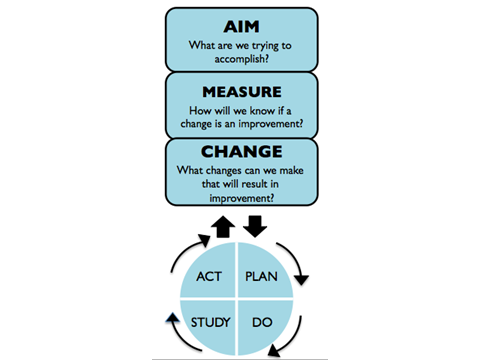 AIM
What are we trying to
accomplish?
MEASURE
How will we know if a
change is an improvement?
CHANGE
What changes can we make
that will result in
improvement?
ACT
PLAN
STUDY
DO